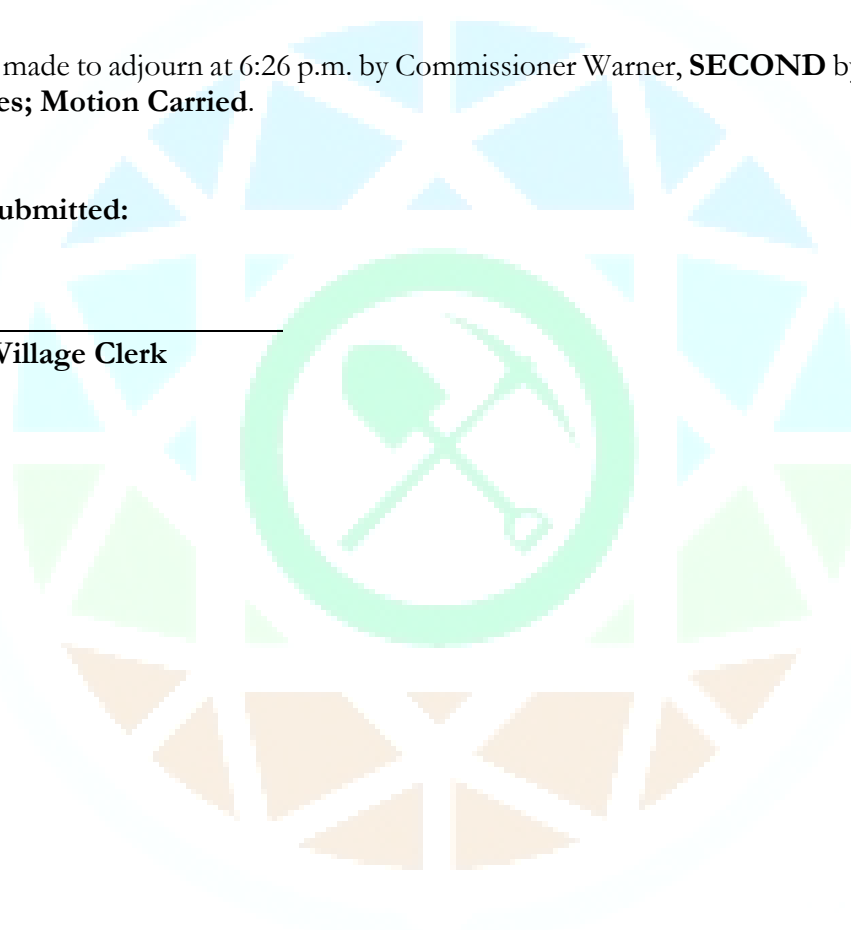 made to adjourn at 6:26 p.m. by Commissioner Warner, SECOND by
es; Motion Carried.
ubmitted:
Village Clerk